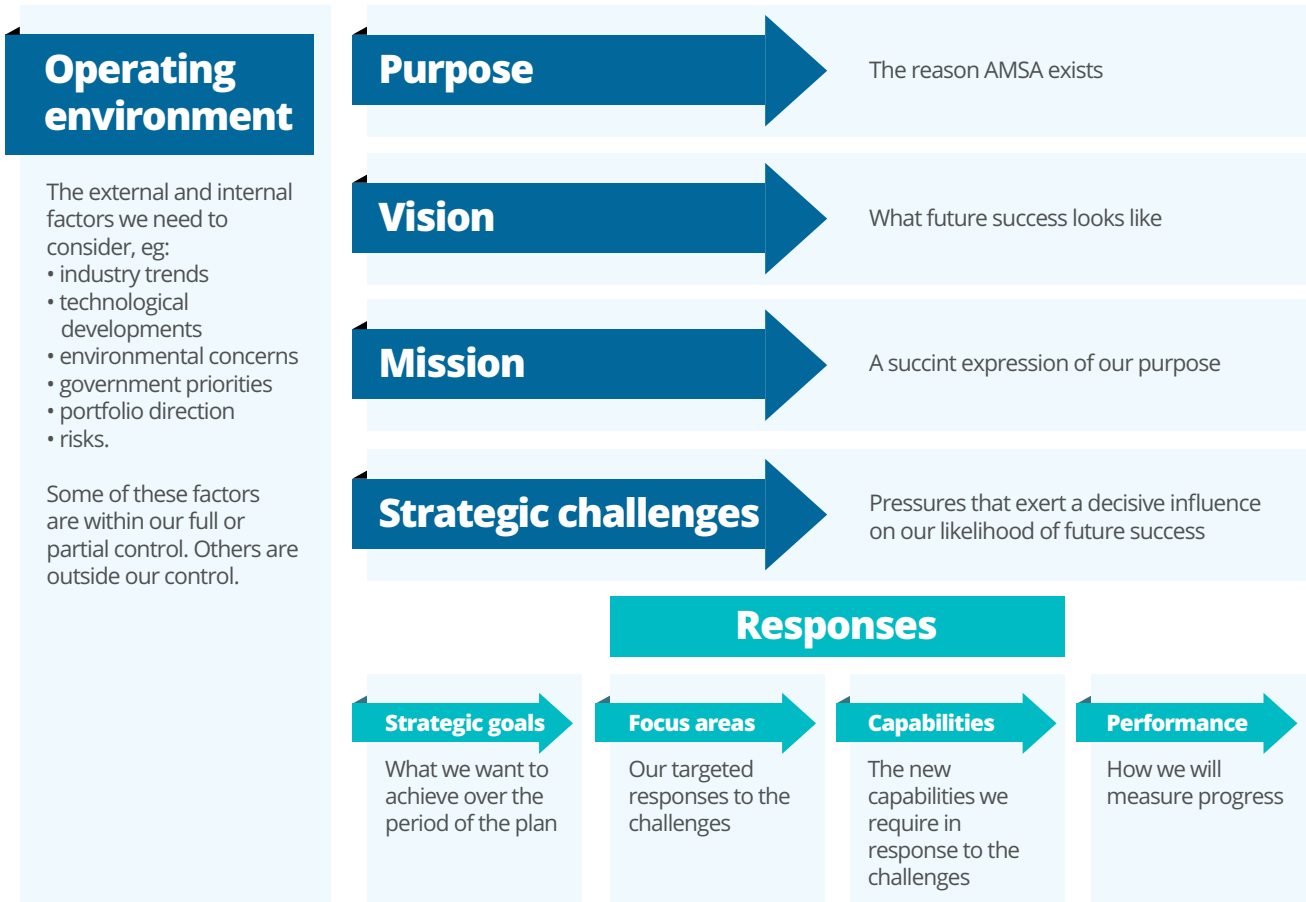 Operating
environment
The external and internal
factors we need to
consider, eg:
• industry trends
• technological
developments
• environmental concerns
• government priorities
• portfolio direction
• risks.
Some of these factors
are within our full or
partial control. Others are
outside our control.
Purpose
The reason AMSA exists
Vision
What future success looks like
Mission
A succint expression of our purpose
Strategic challenges
Pressures that exert a decisive influence
on our likelihood of future success
Responses
Strategic goals
What we want to
achieve over the
period of the plan
Focus areas
Our targeted
responses to the
challenges
Capabilities
The new
capabilities we
require in
response to the
challenges
Performance
How we will
measure progress